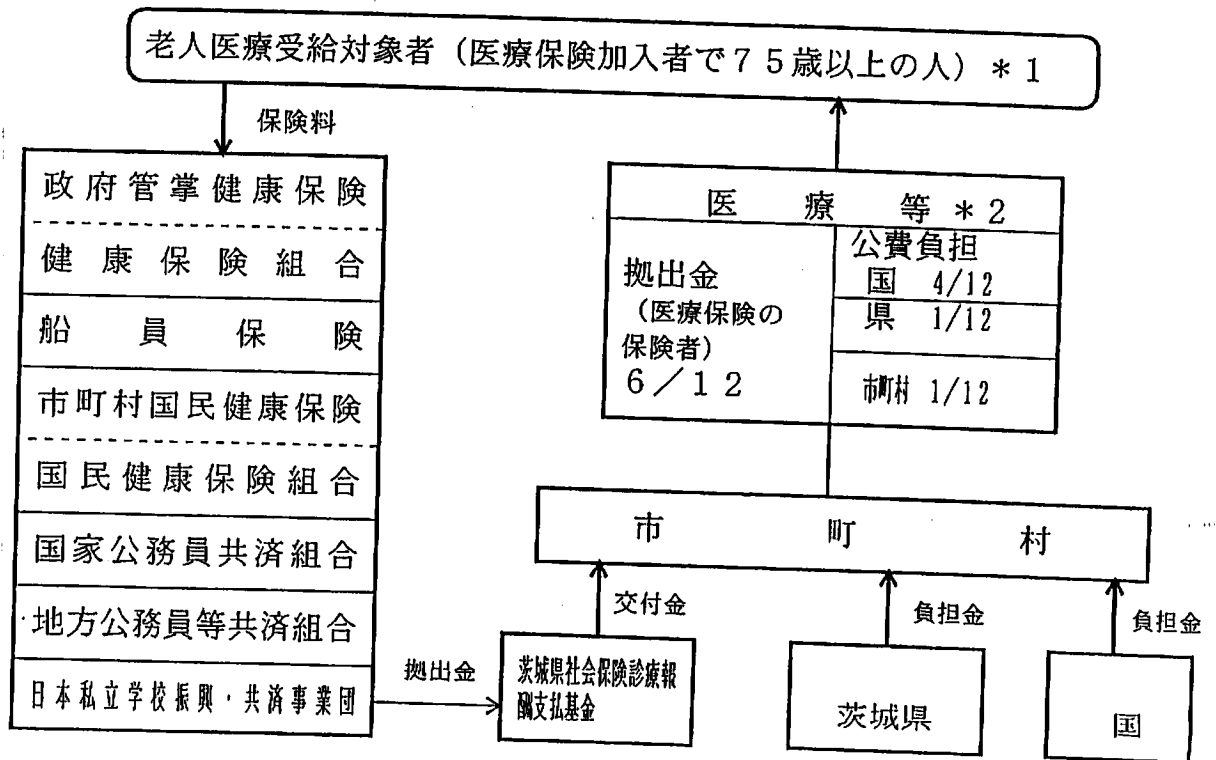 老人医療受給対象者（医療保険加入者で７５歳以上の人）＊１
保険料
政府管掌健康保険
健康保険組合
船員保険
市町村国民健康保険
国民健康保険組合
国家公務員共済組合
地方公務員等共済組合
日本私立学校振興・共済事業団
医療等＊２
拠出金
（医療保険の
保険者）
６／１２
公費負担
国 4/12
県 1/12
市町村 1/12
市町村
交付金
負担金
負担金
拠出金
茨城県社会保険診療報
酬支払基金
茨城県
国